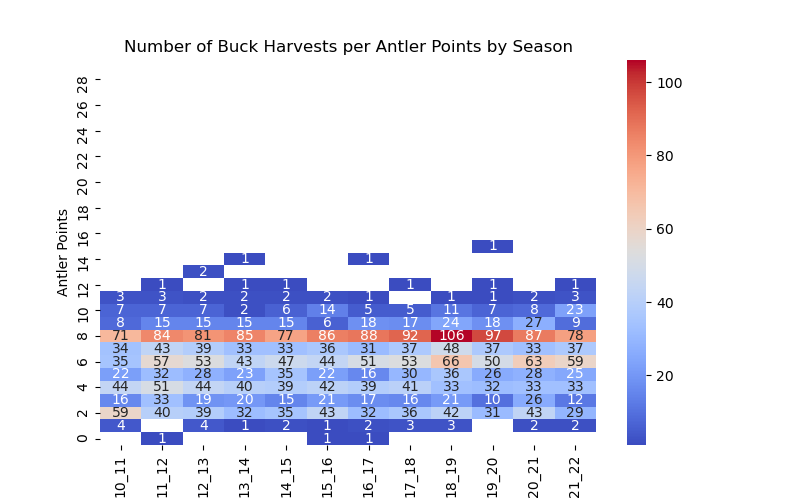 Number of Buck Harvests per Antler Points by Season
Antler Points
28
26
24
22
20
18
16
1
14 1 1
2
12 1 1 1 1 1 1
3 3 2 2 2 2 1 1 1 2 3
10 7 7 7 2 6 14 5 5 11 7 8 23
8 15 15 15 15 6 18 17 24 18 27 9
8 71 84 81 85 77 86 88 92 106 97 87 78
34 43 39 33 33 36 31 37 48 37 33 37
6 35 57 53 43 47 44 51 53 66 50 63 59
22 32 28 23 35 22 16 30 36 26 28 25
4 44 51 44 40 39 42 39 41 33 32 33 33
16 33 19 20 15 21 17 16 21 10 26 12
2 59 40 39 32 35 43 32 36 42 31 43 29
4 4 1 2 1 2 3 3 2 2
0 1 1 1
10_11 11_12 12_13 13_14 14_15 15_16 16_17 17_18 18_19 19_20 20_21 21_22
100
80
60
40
20